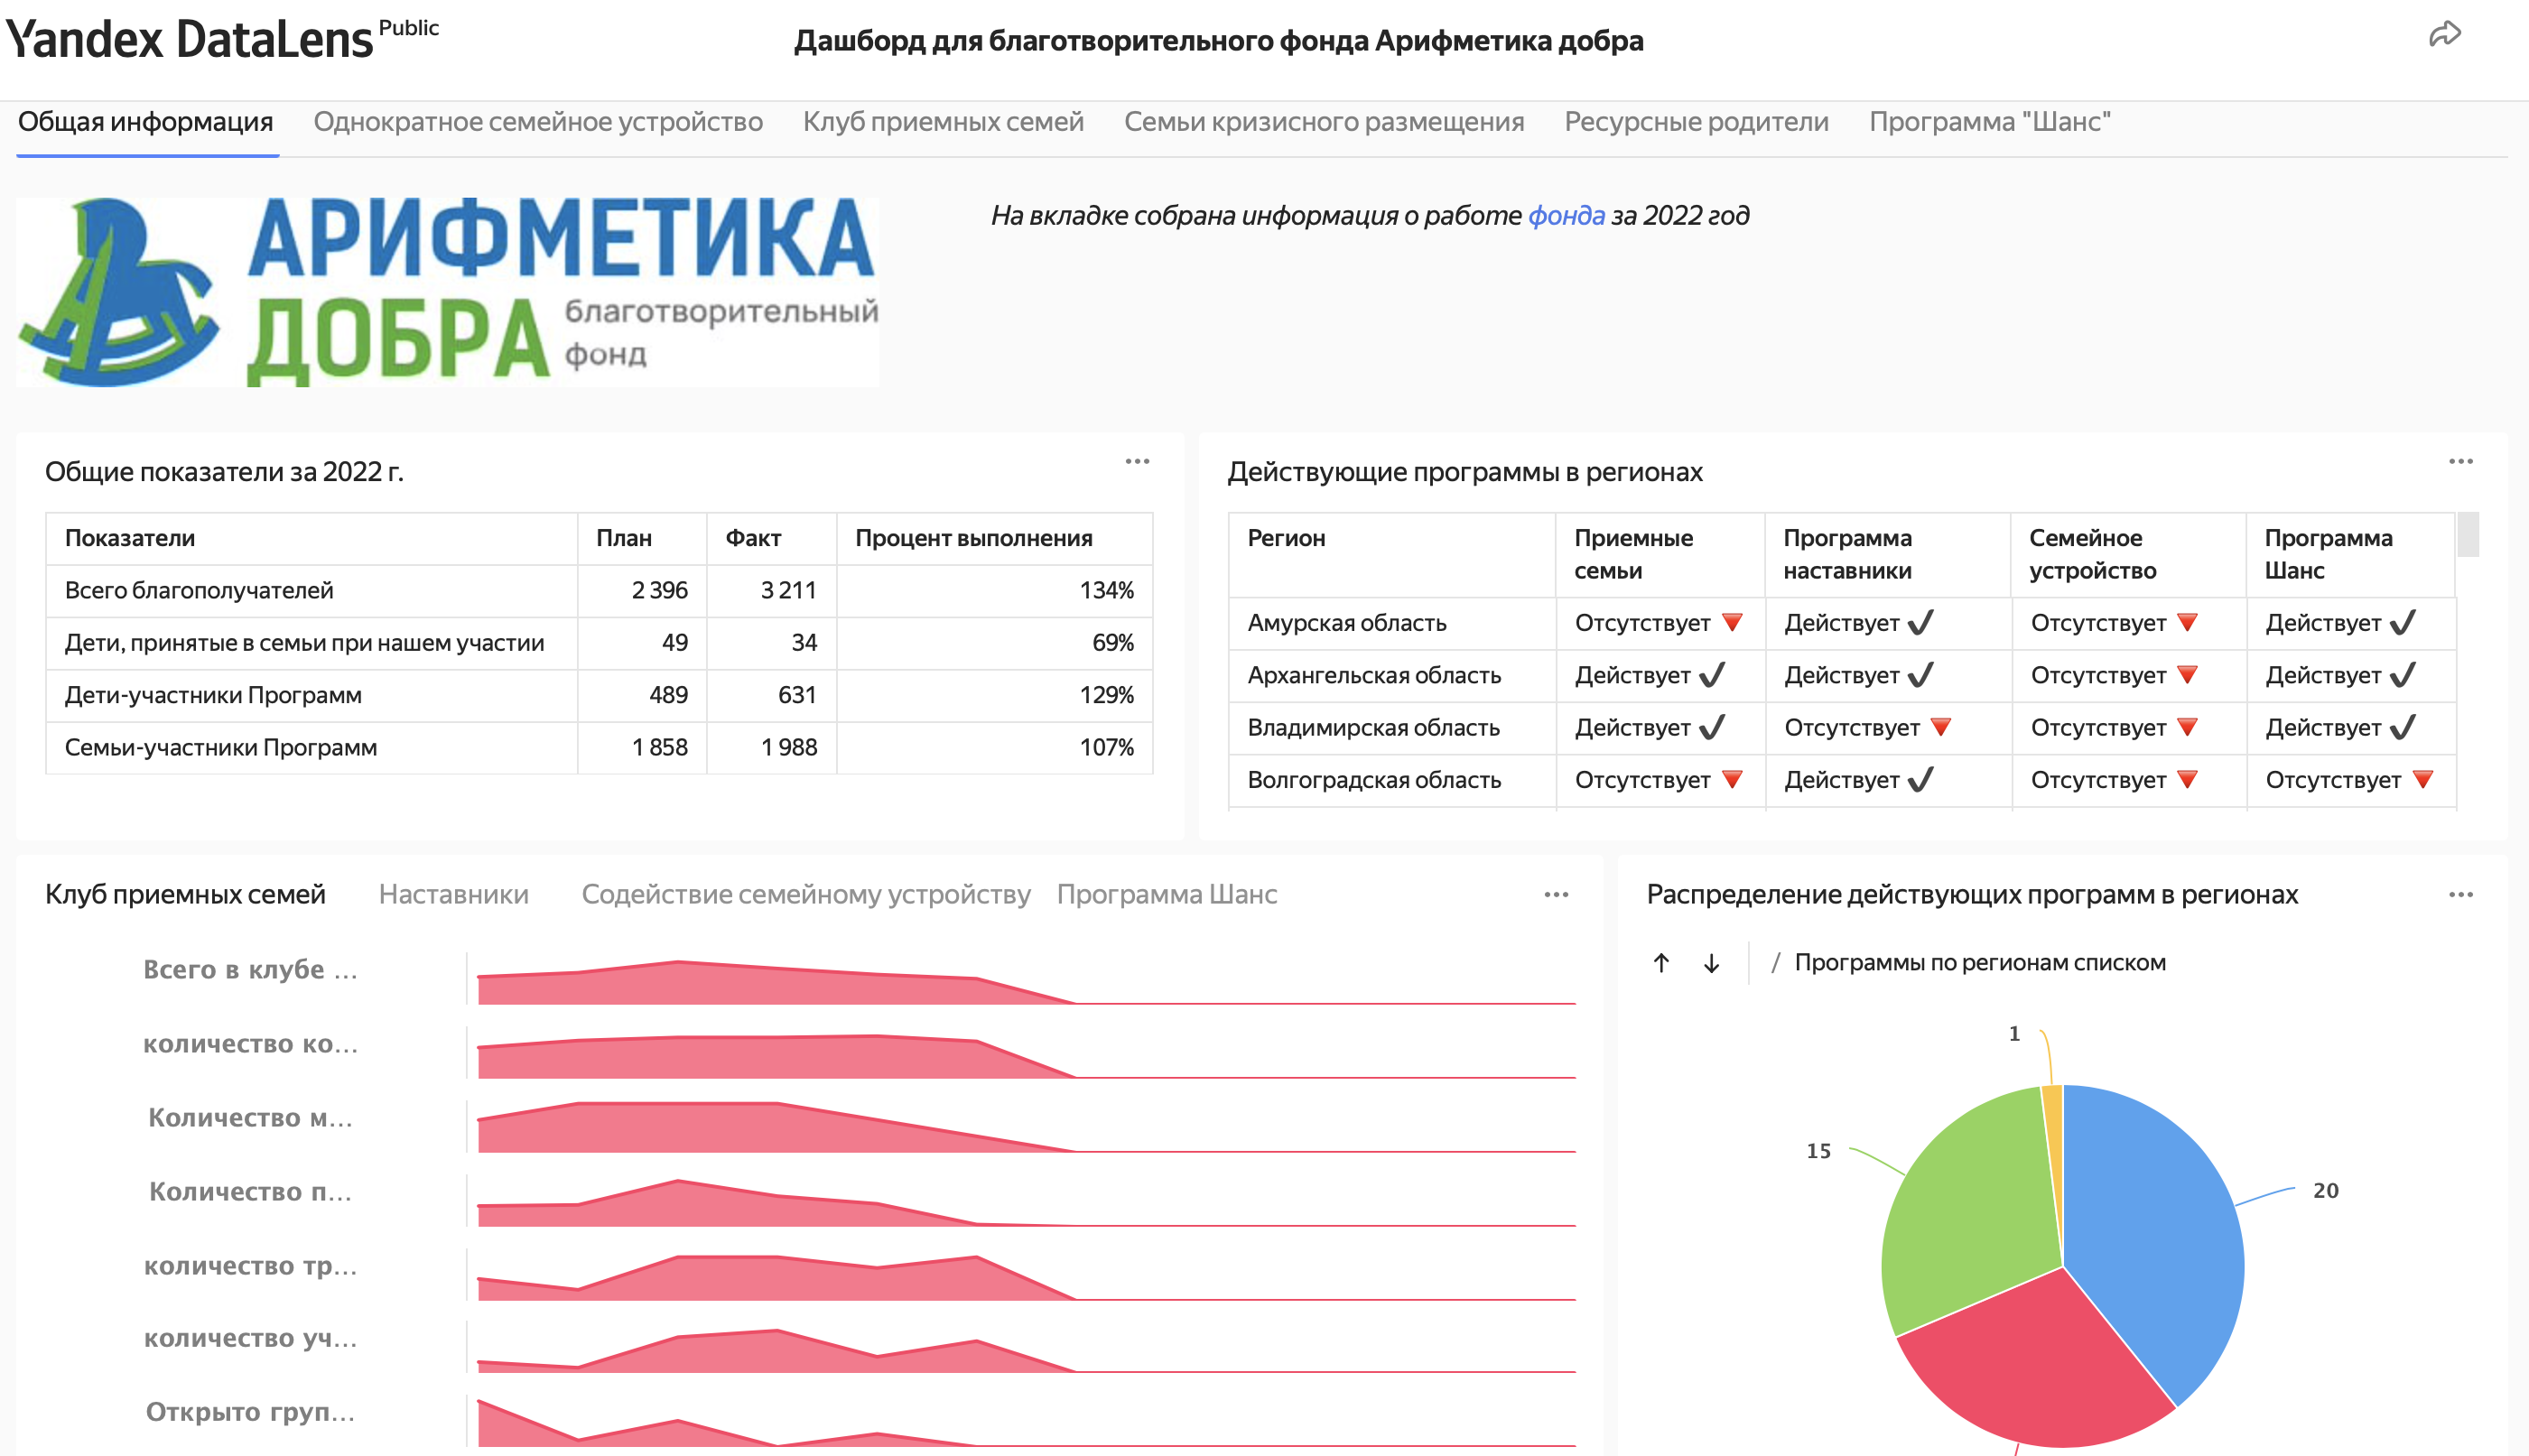 Yandex DataLens Public
Дашборд для благотворительного фонда Арифметика добра
Общая информация Однократное семейное устройство Клуб приемных семей Семьи кризисного размещения Ресурсные родители Программа "Шанс"
АРИФМЕТИКА
ДОБРА благотворительный
фонд
На вкладке собрана информация о работе фонда за 2022 год
Общие показатели за 2022 г.
Показатели План Факт Процент выполнения
Всего благополучателей 2 396 3 211 134%
Дети, принятые в семьи при нашем участии 49 34 69%
Дети-участники Программ 489 631 129%
Семьи-участники Программ 1 858 1 988 107%
Действующие программы в регионах
Регион Приемные семьи Программа наставники Семейное устройство Программа Шанс
Амурская область Отсутствует Действует Отсутствует Действует
Архангельская область Действует Действует Отсутствует Действует
Владимирская область Действует Отсутствует Отсутствует Действует
Волгоградская область Отсутствует Действует Отсутствует Отсутствует
Клуб приемных семей Наставники Содействие семейному устройству Программа Шанс
Всего в клубе ...
количество ко...
Количество м...
Количество п...
количество тр...
количество уч...
Открыто груп...
Распределение действующих программ в регионах
↑ ↓ / Программы по регионам списком
1
15
20